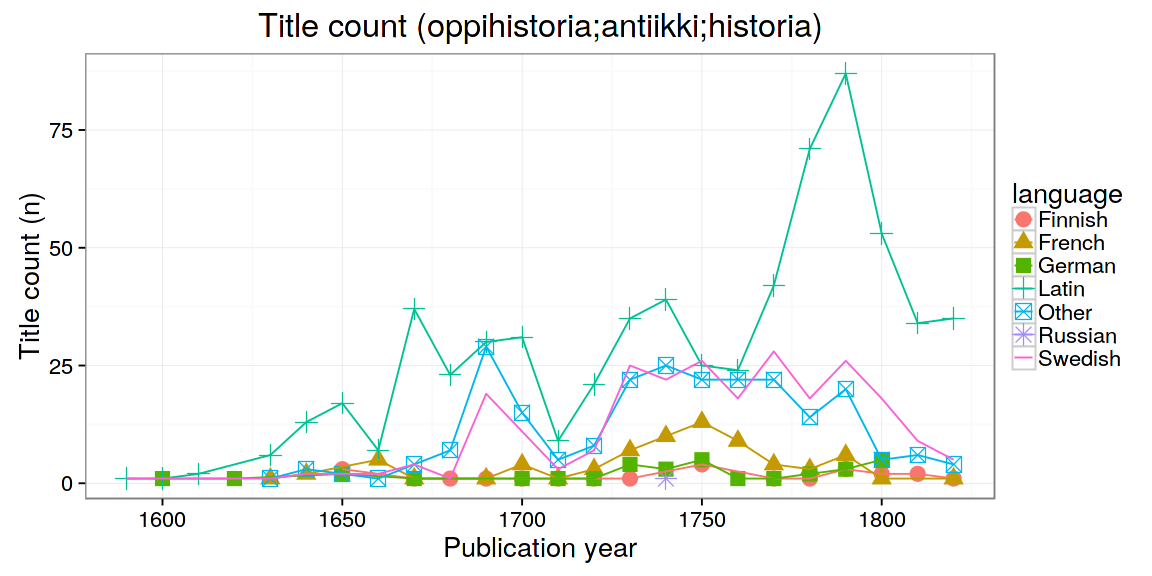 Title count (oppihistoria;antiikki;historia)
Title count (n)
75
50
25
0
1600 1650 1700 1750 1800
Publication year
language
Finnish
French
German
Latin
Other
Russian
Swedish